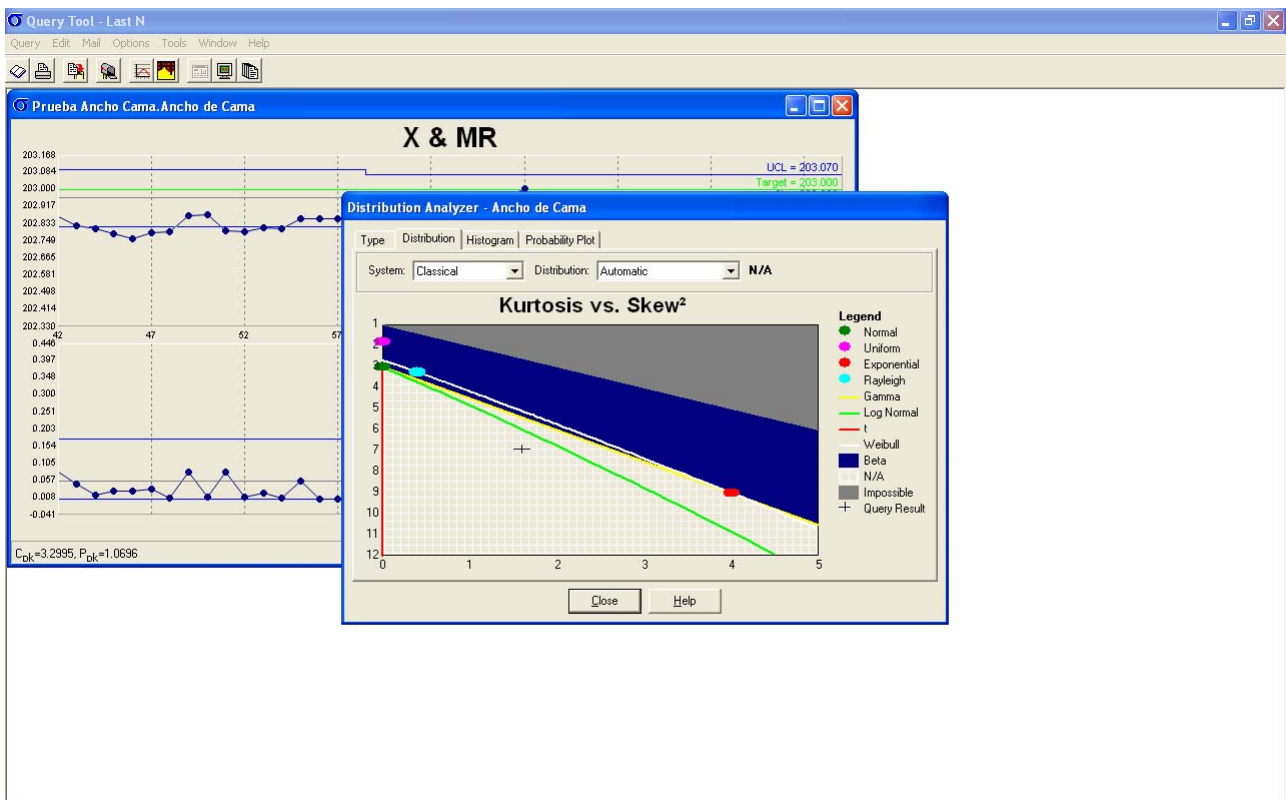 Query Tool - Last N
Query Edit Mail Options Tools Window Help
Prueba Ancho Cama.Ancho de Cama
X & MR
203.168
203.084
203.000
202.917
202.833
202.749
202.665
202.581
202.498
202.414
202.330
UCL = 203.070
Target = 203.000
42 47 52 57
0.446
0.397
0.348
0.300
0.251
0.203
0.154
0.105
0.057
0.008
-0.041
Cpk=3.2995, Ppk=1.0696
Distribution Analyzer - Ancho de Cama
Type Distribution Histogram Probability Plot
System: Classical Distribution: Automatic N/A
Kurtosis vs. Skew²
1
2
3
4
5
6
7
8
9
10
11
12
0 1 2 3 4 5
Legend
Normal
Uniform
Exponential
Rayleigh
Gamma
Log Normal
t
Weibull
Beta
N/A
Impossible
Query Result
Close Help